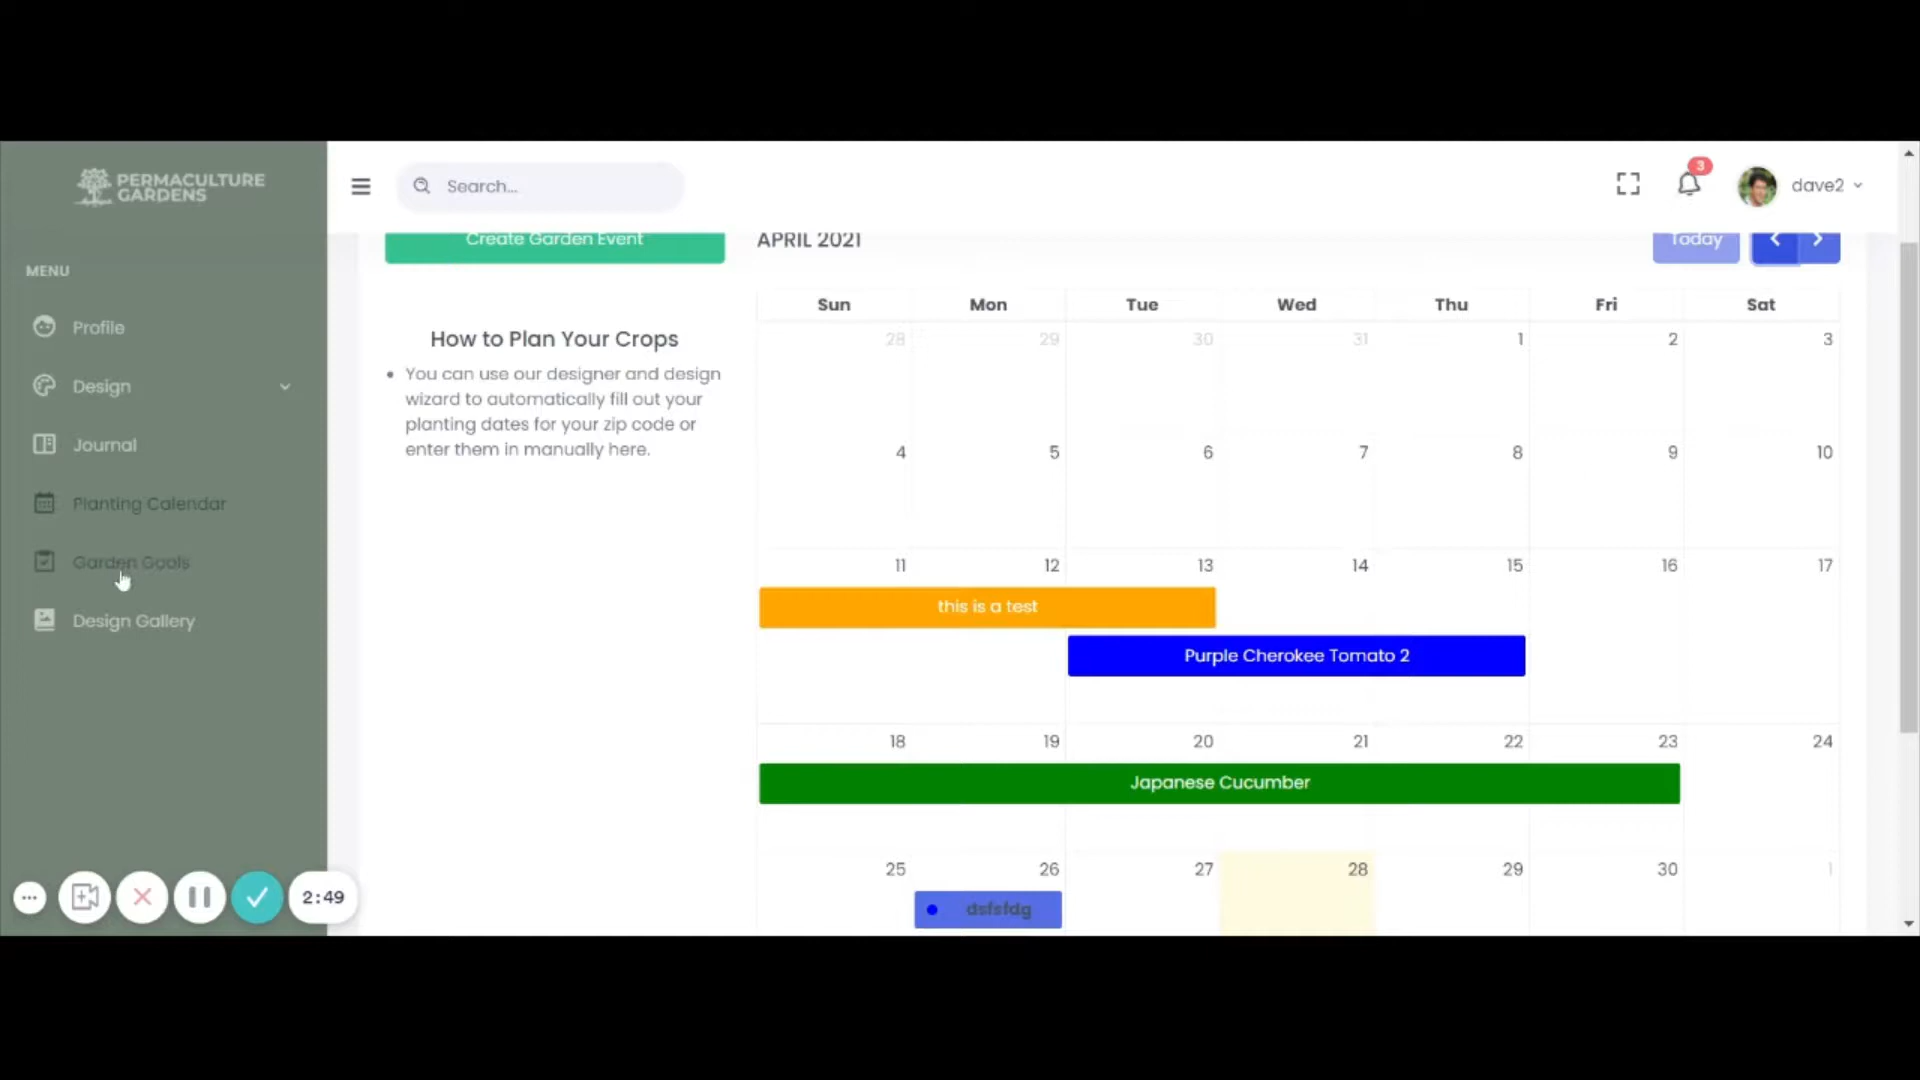 PERMACULTURE
GARDENS
Search...
3
dave2
MENU
Profile
Design
Journal
Planting Calendar
Garden Goals
Design Gallery
2:49
Create Garden Event
How to Plan Your Crops
• You can use our designer and design
wizard to automatically fill out your
planting dates for your zip code or
enter them in manually here.
APRIL 2021
Today
Sun Mon Tue Wed Thu Fri Sat
28 29 30 31 1 2 3
4 5 6 7 8 9 10
11 12 13 14 15 16 17
this is a test
Purple Cherokee Tomato 2
18 19 20 21 22 23 24
Japanese Cucumber
25 26 27 28 29 30 1
dsfsfdg